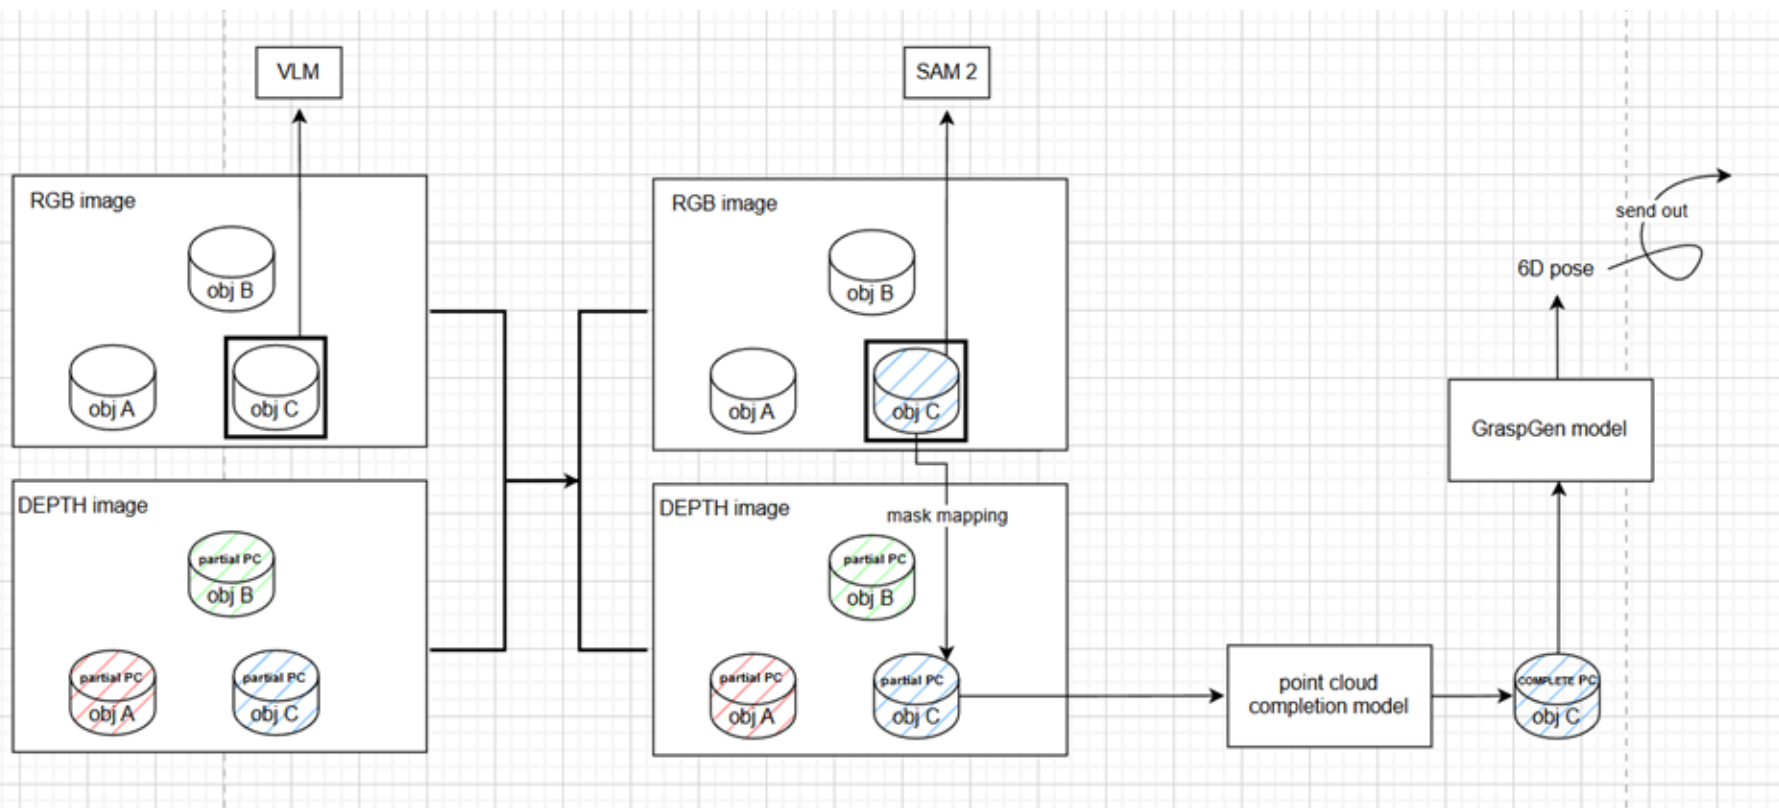 VLM
SAM 2
RGB image
obj B
obj A
obj C
DEPTH image
partial PC
obj B
partial PC
obj A
partial PC
obj C
RGB image
obj B
obj A
obj C
DEPTH image
mask mapping
partial PC
obj B
partial PC
obj A
partial PC
obj C
point cloud
completion model
COMPLETE PC
obj C
GraspGen model
6D pose
send out